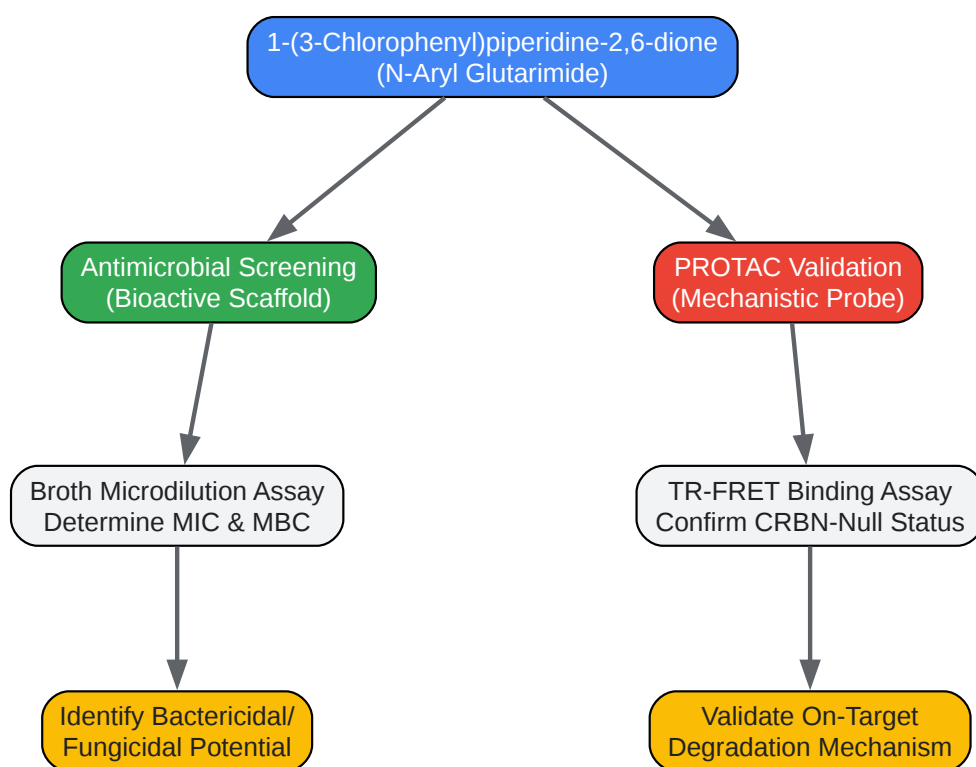 1-(3-Chlorophenyl)piperidine-2,6-dione
(N-Aryl Glutarimide)
Antimicrobial Screening
(Bioactive Scaffold)
PROTAC Validation
(Mechanistic Probe)
Broth Microdilution Assay
Determine MIC & MBC
TR-FRET Binding Assay
Confirm CRBN-Null Status
Identify Bactericidal/
Fungicidal Potential
Validate On-Target
Degradation Mechanism